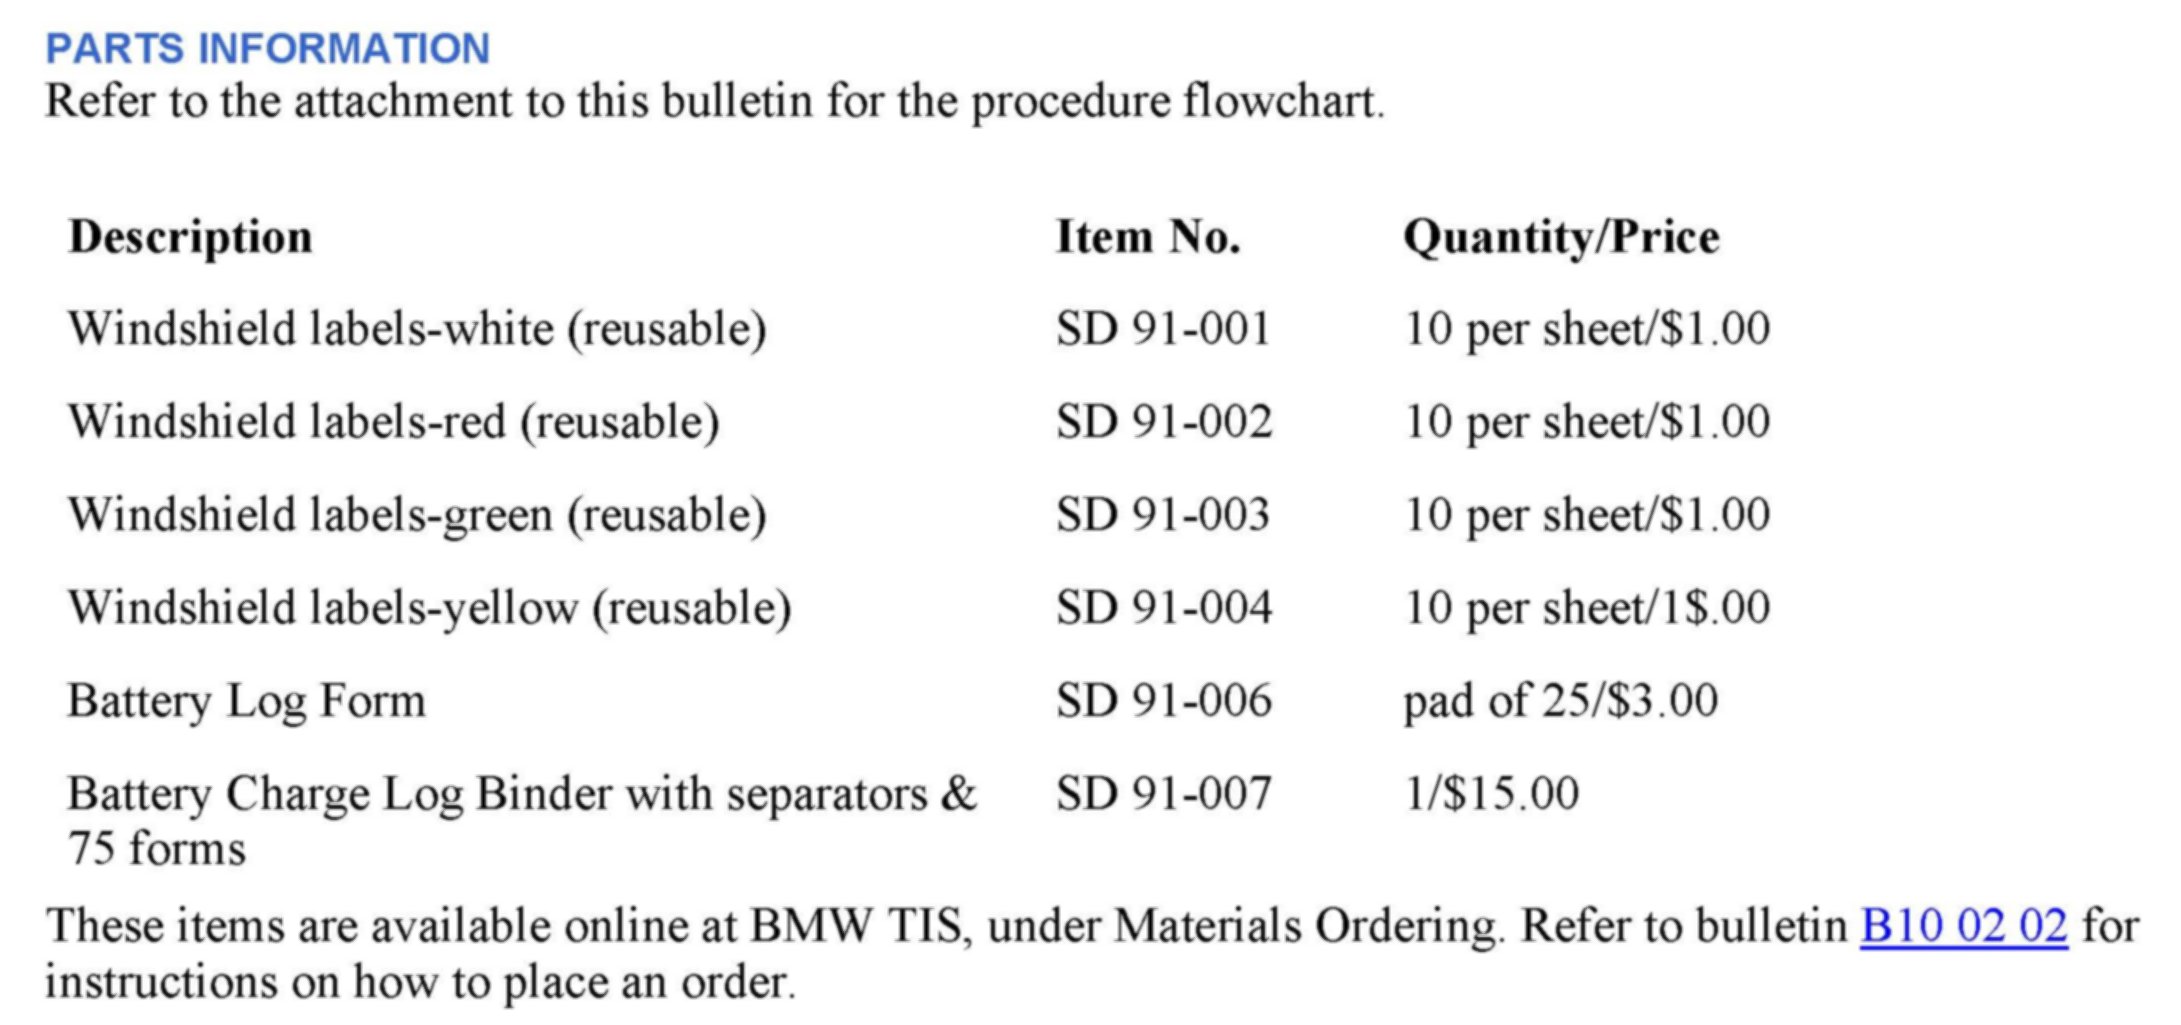 PARTS INFORMATION
Refer to the attachment to this bulletin for the procedure flowchart.
Description Item No. Quantity/Price
Windshield labels-white (reusable) SD 91-001 10 per sheet/$1.00
Windshield labels-red (reusable) SD 91-002 10 per sheet/$1.00
Windshield labels-green (reusable) SD 91-003 10 per sheet/$1.00
Windshield labels-yellow (reusable) SD 91-004 10 per sheet/1$.00
Battery Log Form SD 91-006 pad of 25/$3.00
Battery Charge Log Binder with separators & SD 91-007 1/$15.00
75 forms
These items are available online at BMW TIS, under Materials Ordering. Refer to bulletin B10 02 02 for
instructions on how to place an order.